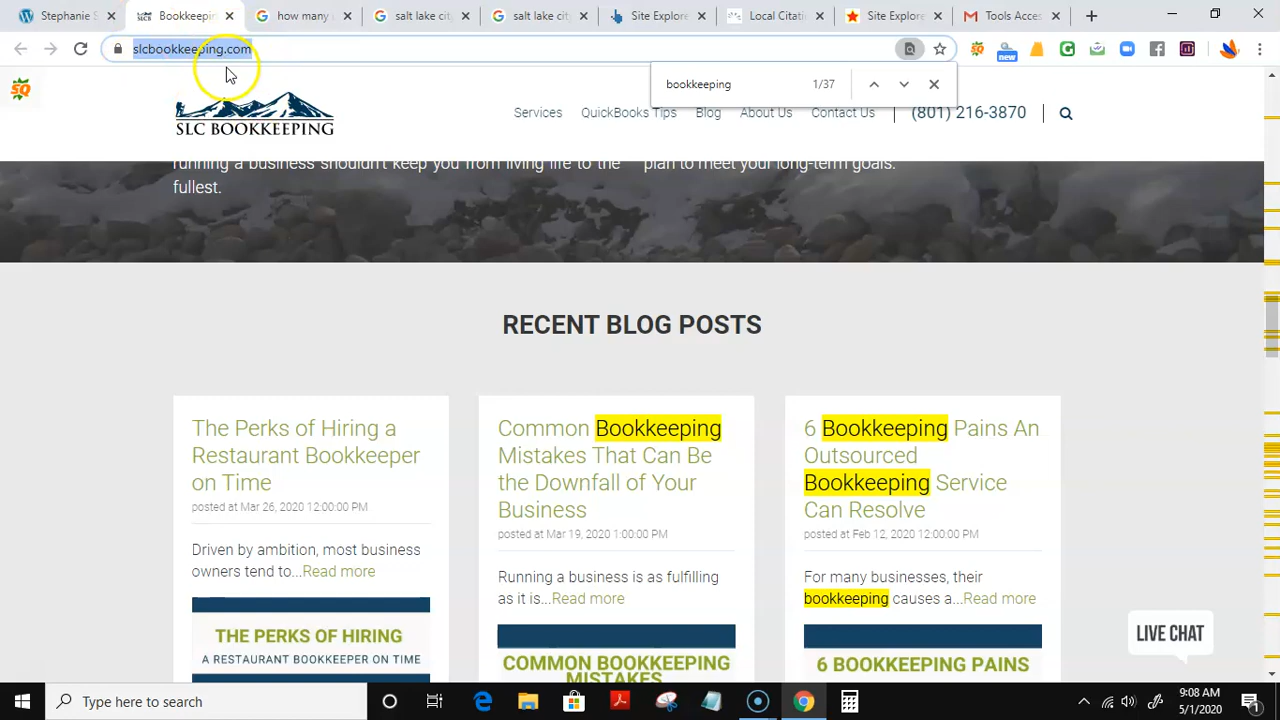 Stephanie S
Bookkeepin
how many
salt lake city
salt lake city
Site Explore
Local Citatio
Site Explore
Tools Acces
slcbookkeeping.com
new
SQ
bookkeeping 1/37
SLC BOOKKEEPING
Services QuickBooks Tips Blog About Us Contact Us (801) 216-3870
running a business shouldn't keep you from living life to the
fullest.
plan to meet your long-term goals.
RECENT BLOG POSTS
The Perks of Hiring a
Restaurant Bookkeeper
on Time
posted at Mar 26, 2020 12:00:00 PM
Driven by ambition, most business
owners tend to...Read more
THE PERKS OF HIRING
A RESTAURANT BOOKKEEPER ON TIME
Common Bookkeeping
Mistakes That Can Be
the Downfall of Your
Business
posted at Mar 19, 2020 1:00:00 PM
Running a business is as fulfilling
as it is...Read more
COMMON BOOKKEEPING
MISTAKES
6 Bookkeeping Pains An
Outsourced
Bookkeeping Service
Can Resolve
posted at Feb 12, 2020 12:00:00 PM
For many businesses, their
bookkeeping causes a...Read more
6 BOOKKEEPING PAINS
LIVE CHAT
Type here to search
9:08 AM
5/1/2020